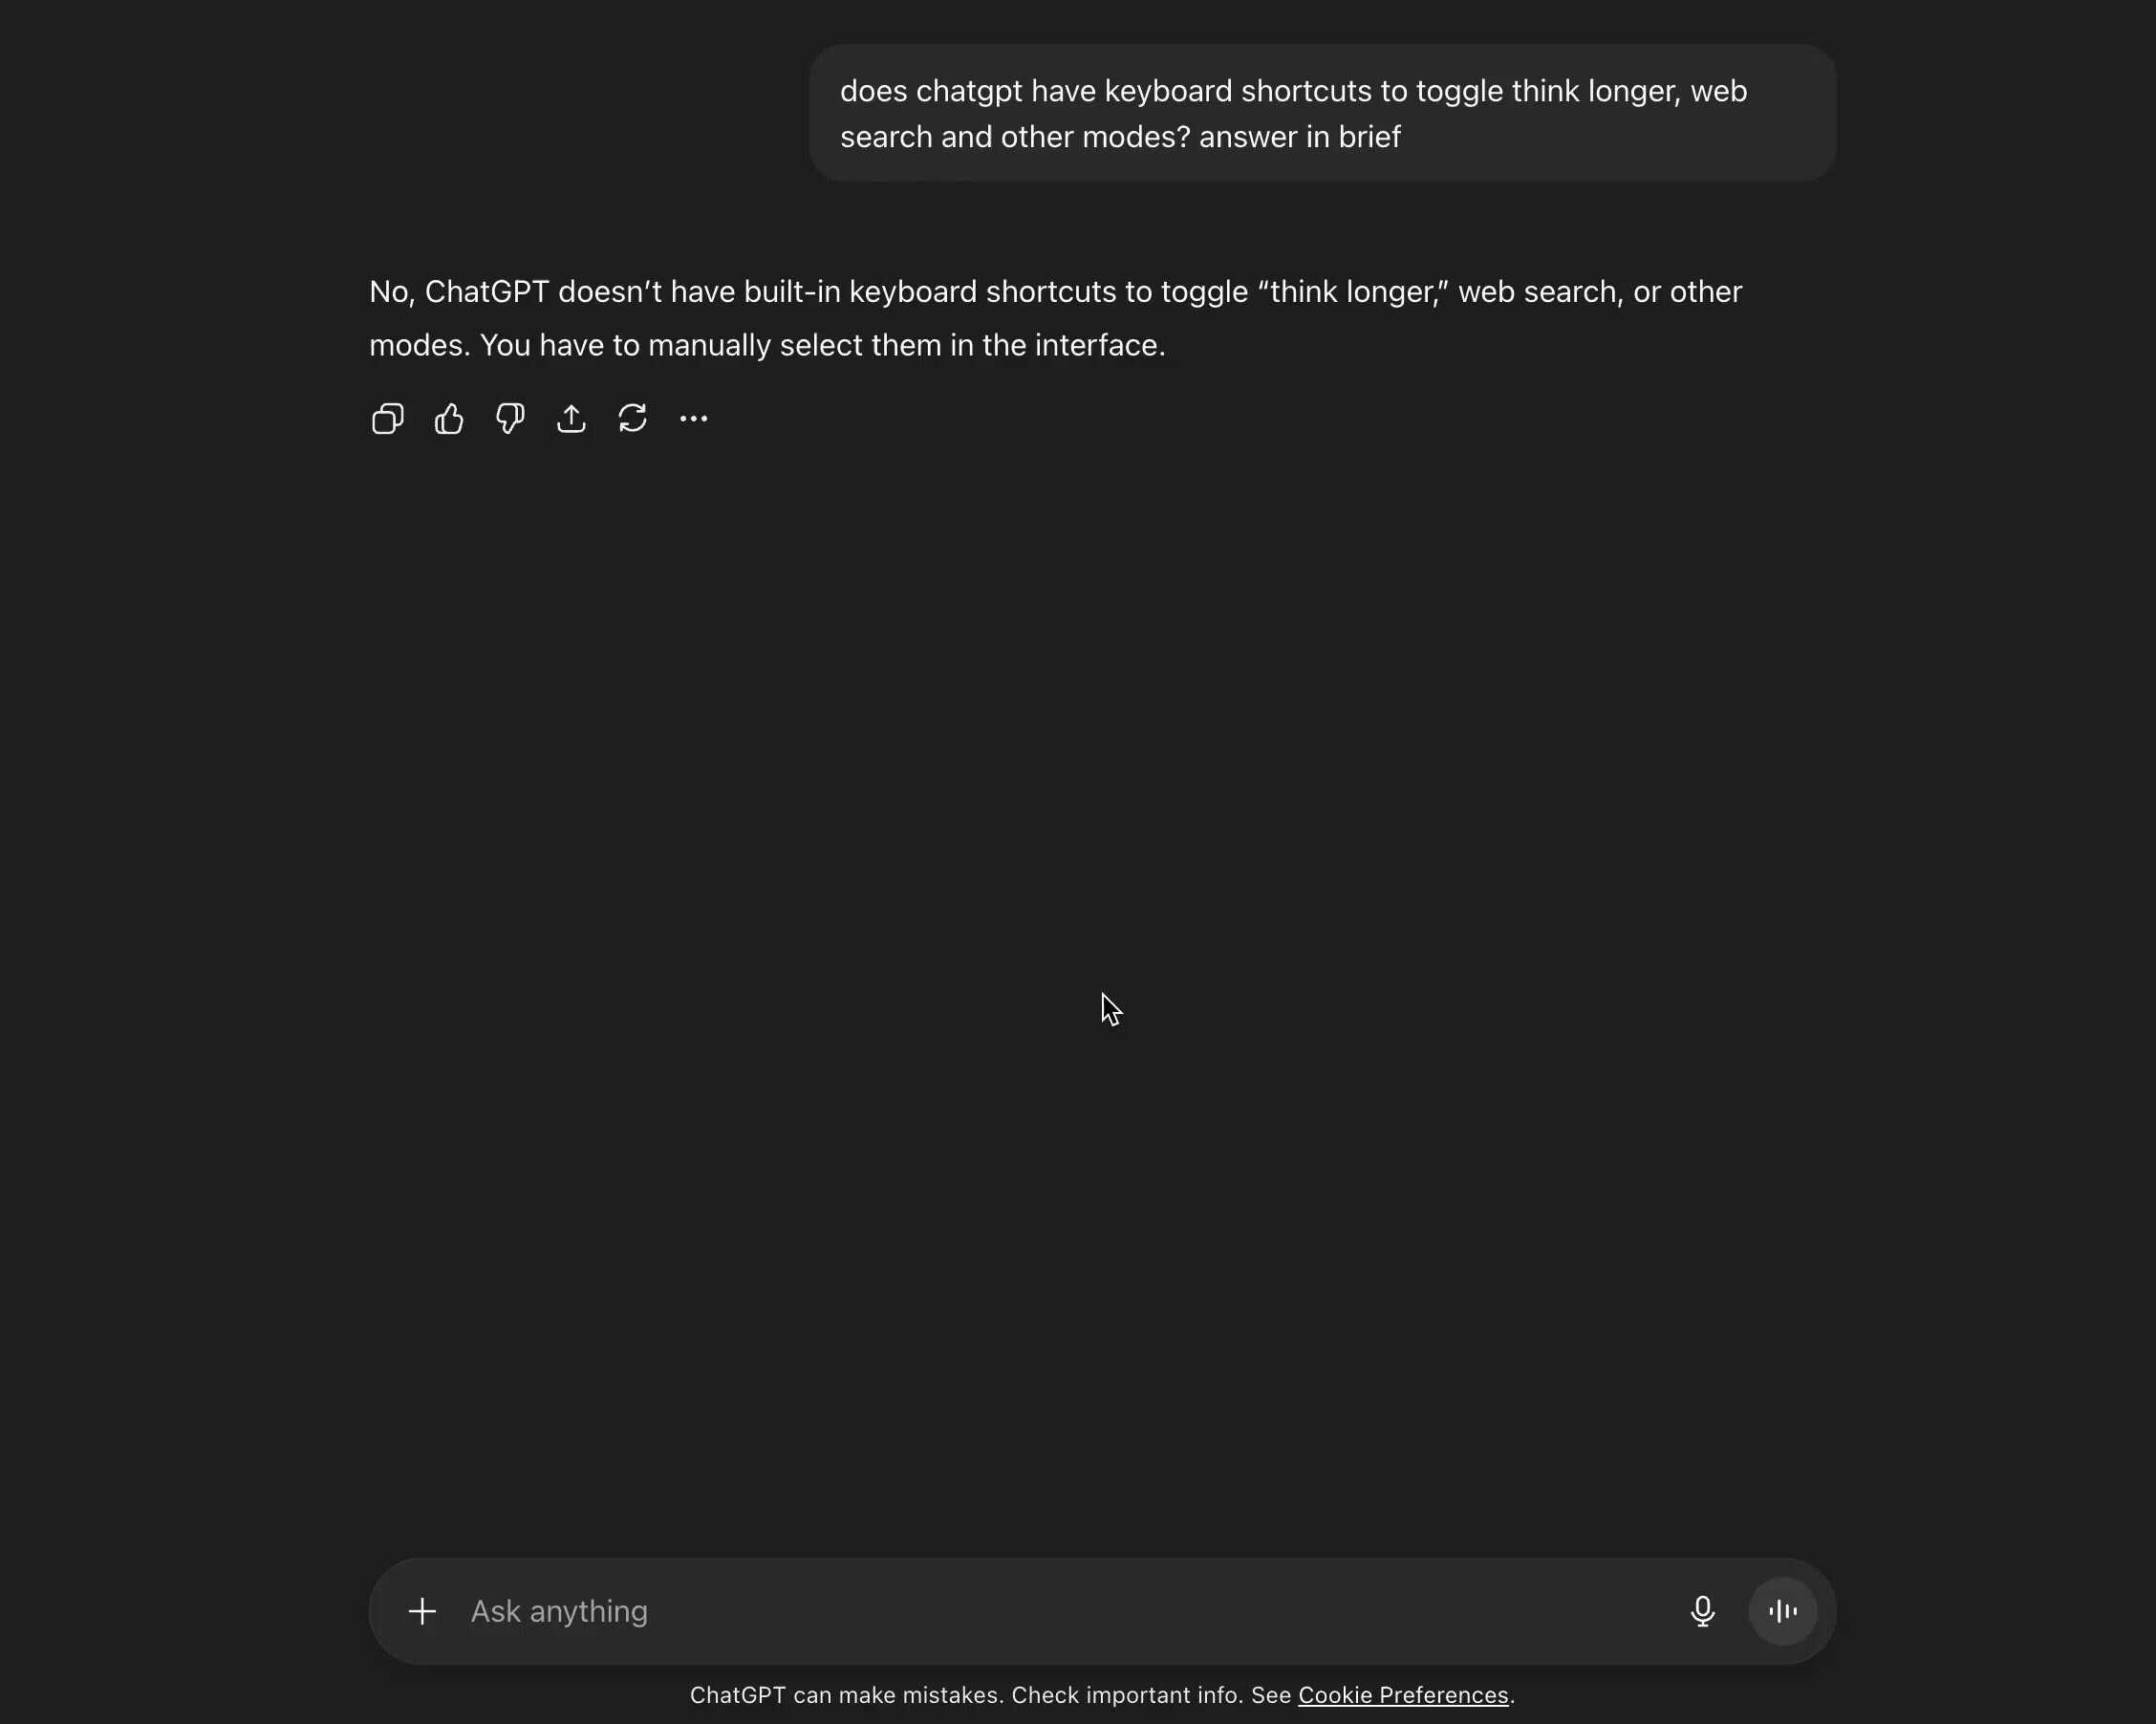 does chatgpt have keyboard shortcuts to toggle think longer, web
search and other modes? answer in brief
No, ChatGPT doesn’t have built-in keyboard shortcuts to toggle “think longer,” web search, or other
modes. You have to manually select them in the interface.
Ask anything
ChatGPT can make mistakes. Check important info. See Cookie Preferences.